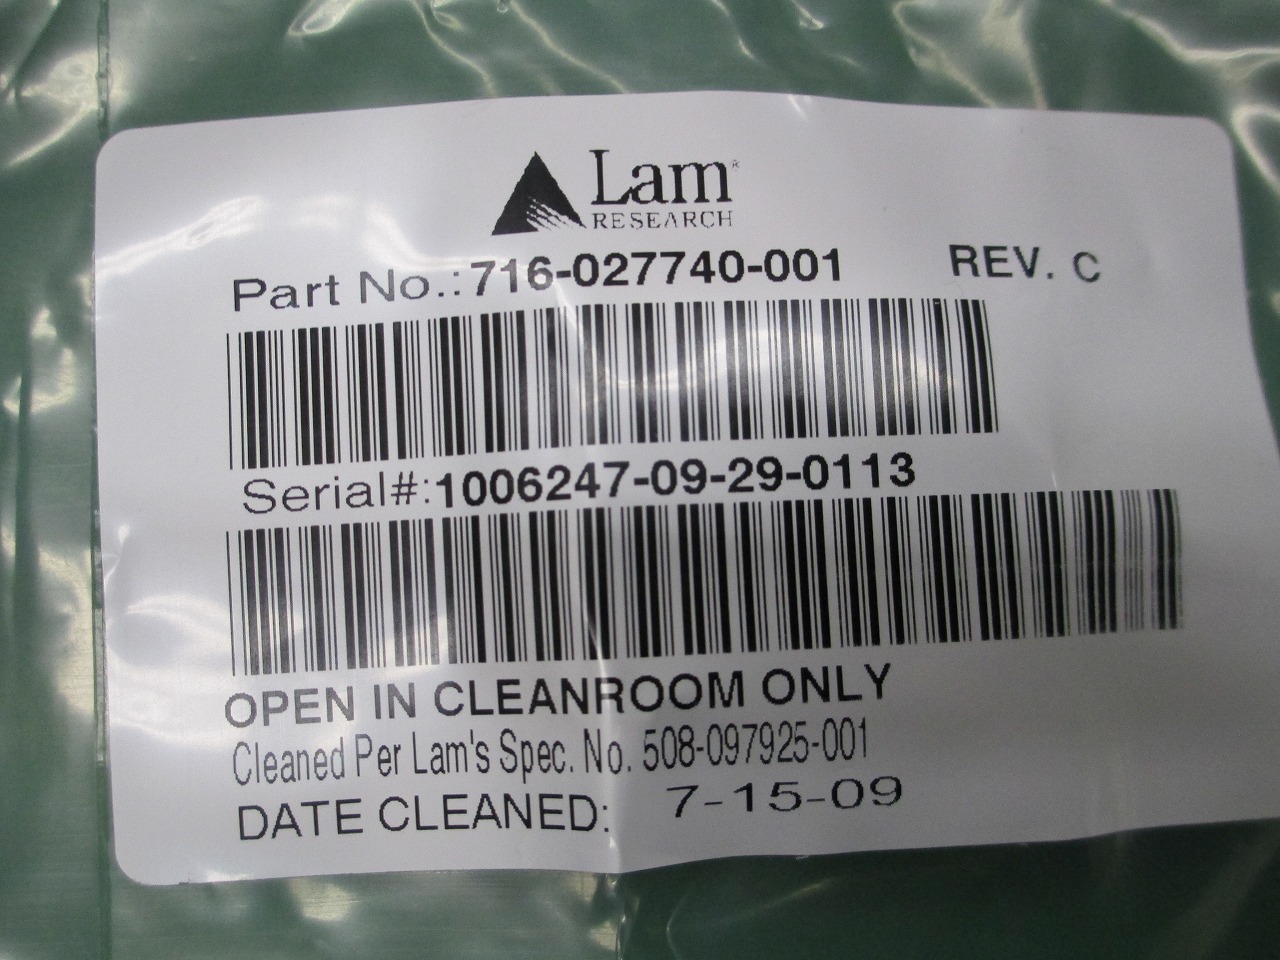 Lam®
RESEARCH
Part No.: 716-027740-001 REV. C
Serial#: 1006247-09-29-0113
OPEN IN CLEANROOM ONLY
Cleaned Per Lam's Spec. No. 508-097925-001
DATE CLEANED: 7-15-09